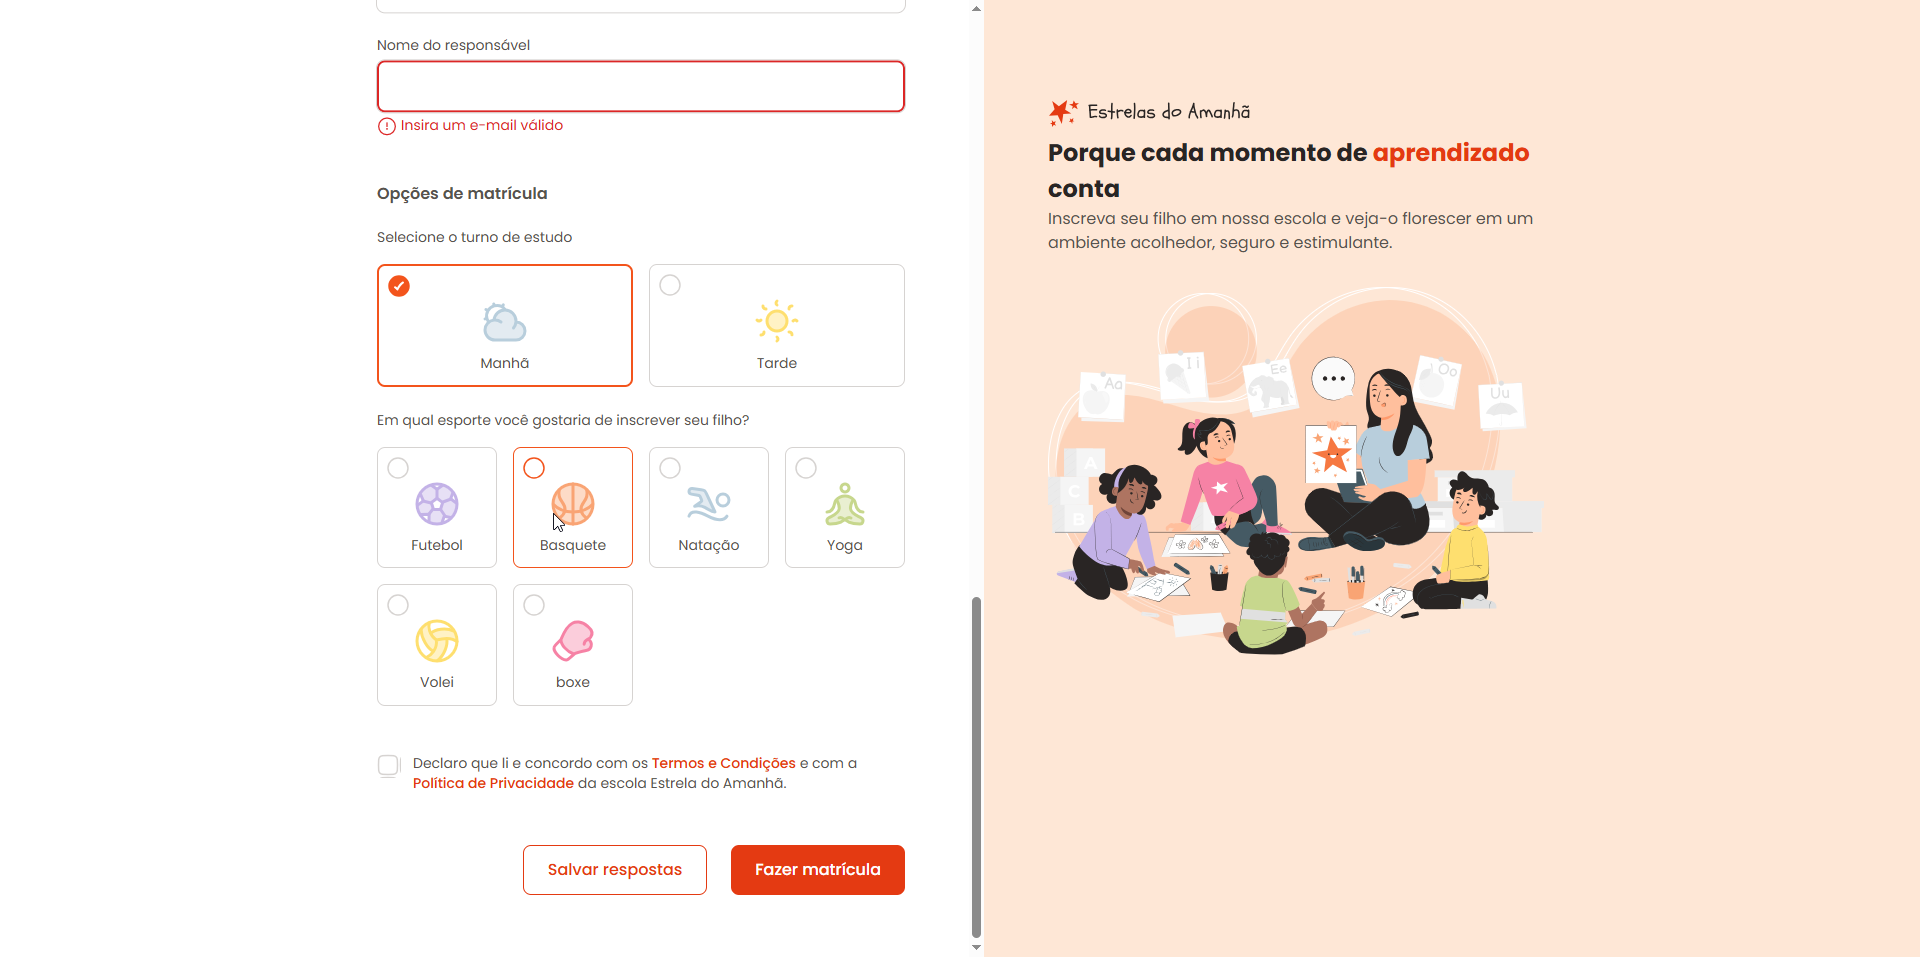 Nome do responsável
Insira um e-mail válido
Opções de matrícula
Selecione o turno de estudo
Manhã
Tarde
Em qual esporte você gostaria de inscrever seu filho?
Futebol
Basquete
Natação
Yoga
Volei
boxe
Declaro que li e concordo com os Termos e Condições e com a
Política de Privacidade da escola Estrela do Amanhã.
Salvar respostas
Fazer matrícula
Estrelas do Amanhã
Porque cada momento de aprendizado
conta
Inscreva seu filho em nossa escola e veja-o florescer em um
ambiente acolhedor, seguro e estimulante.
Aa
I i
Ee
Oo
Uu
A
C
B